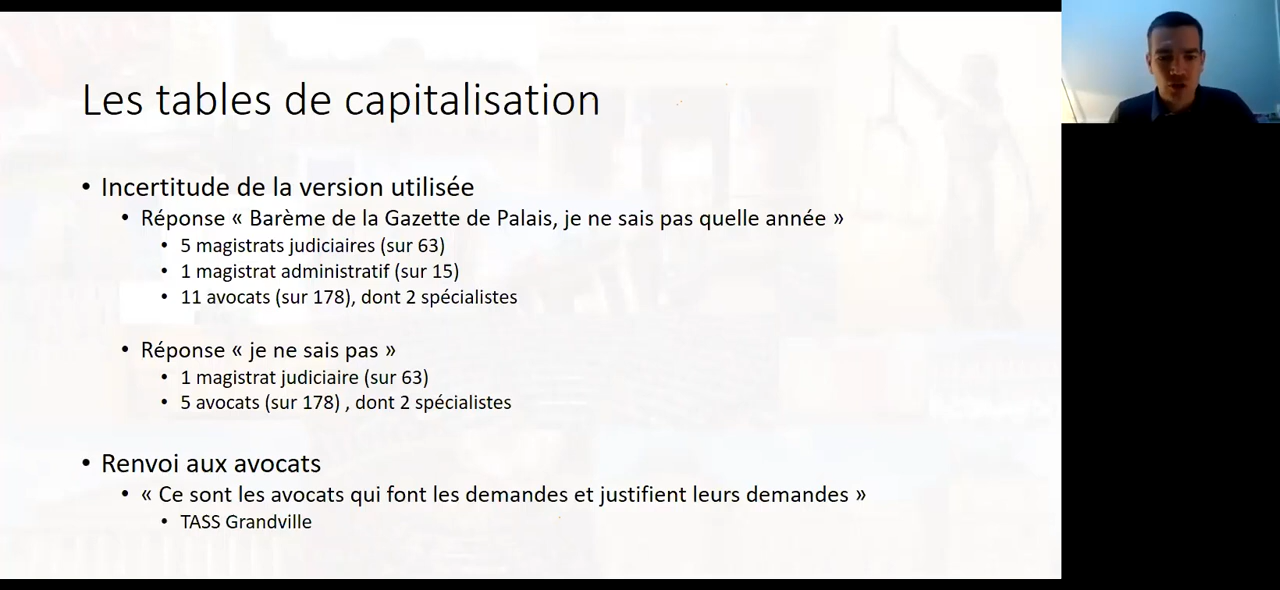 Les tables de capitalisation
• Incertitude de la version utilisée
• Réponse « Barème de la Gazette de Palais, je ne sais pas quelle année »
• 5 magistrats judiciaires (sur 63)
• 1 magistrat administratif (sur 15)
• 11 avocats (sur 178), dont 2 spécialistes
• Réponse « je ne sais pas »
• 1 magistrat judiciaire (sur 63)
• 5 avocats (sur 178) , dont 2 spécialistes
• Renvoi aux avocats
• « Ce sont les avocats qui font les demandes et justifient leurs demandes »
• TASS Grandville